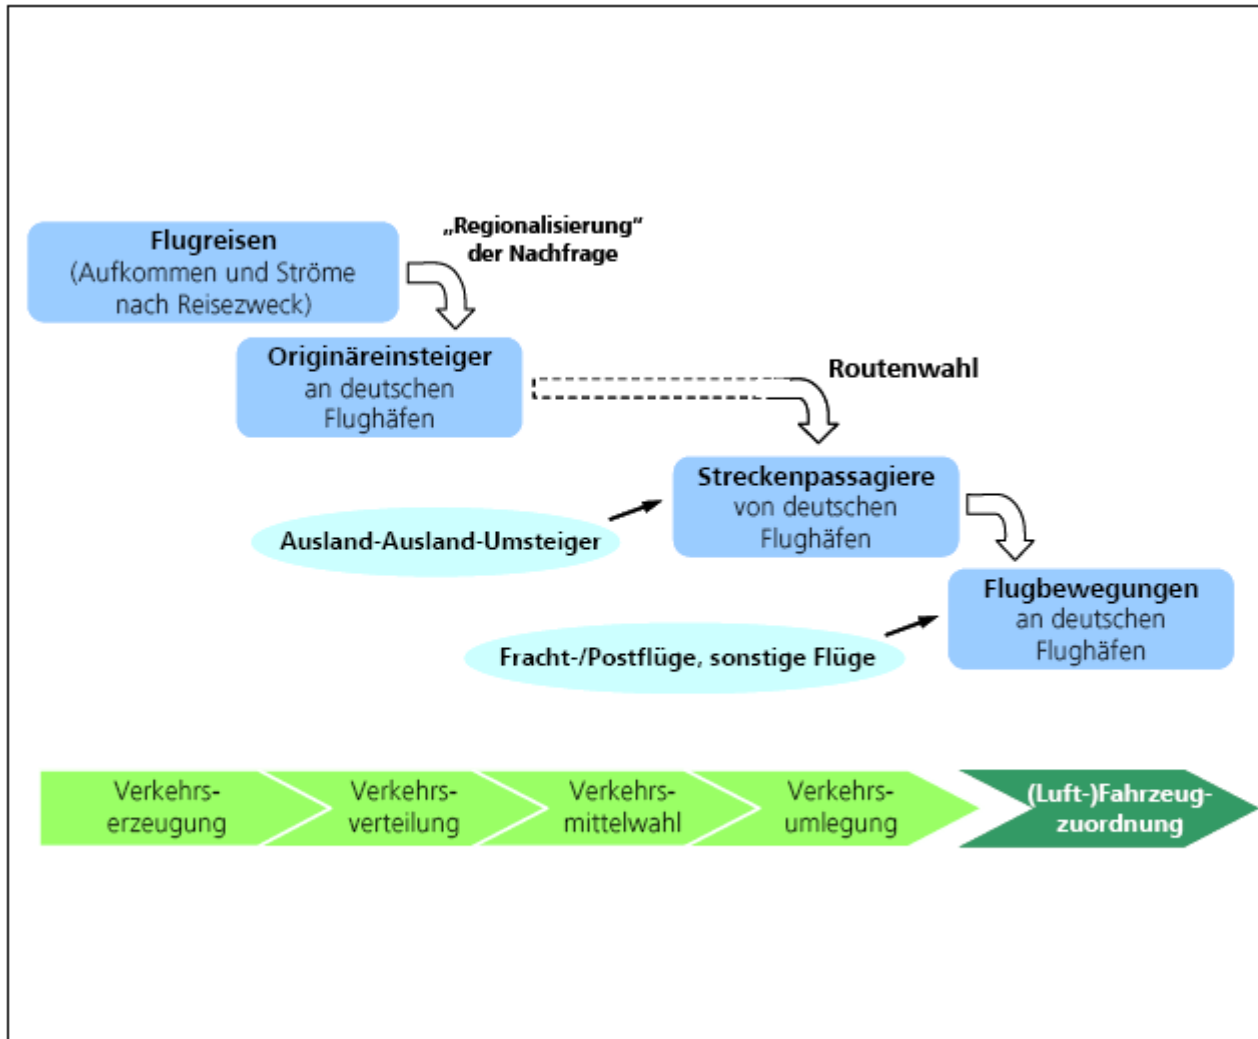 Flugreisen
(Aufkommen und Ströme
nach Reisezweck)
„Regionalisierung“
der Nachfrage
Originäreinsteiger
an deutschen
Flughäfen
Routenwahl
Streckenpassagiere
von deutschen
Flughäfen
Ausland-Ausland-Umsteiger
Flugbewegungen
an deutschen
Flughäfen
Fracht-/Postflüge, sonstige Flüge
Verkehrs-
erzeugung
Verkehrs-
verteilung
Verkehrs-
mittelwahl
Verkehrs-
umlegung
(Luft-)Fahrzeug-
zuordnung